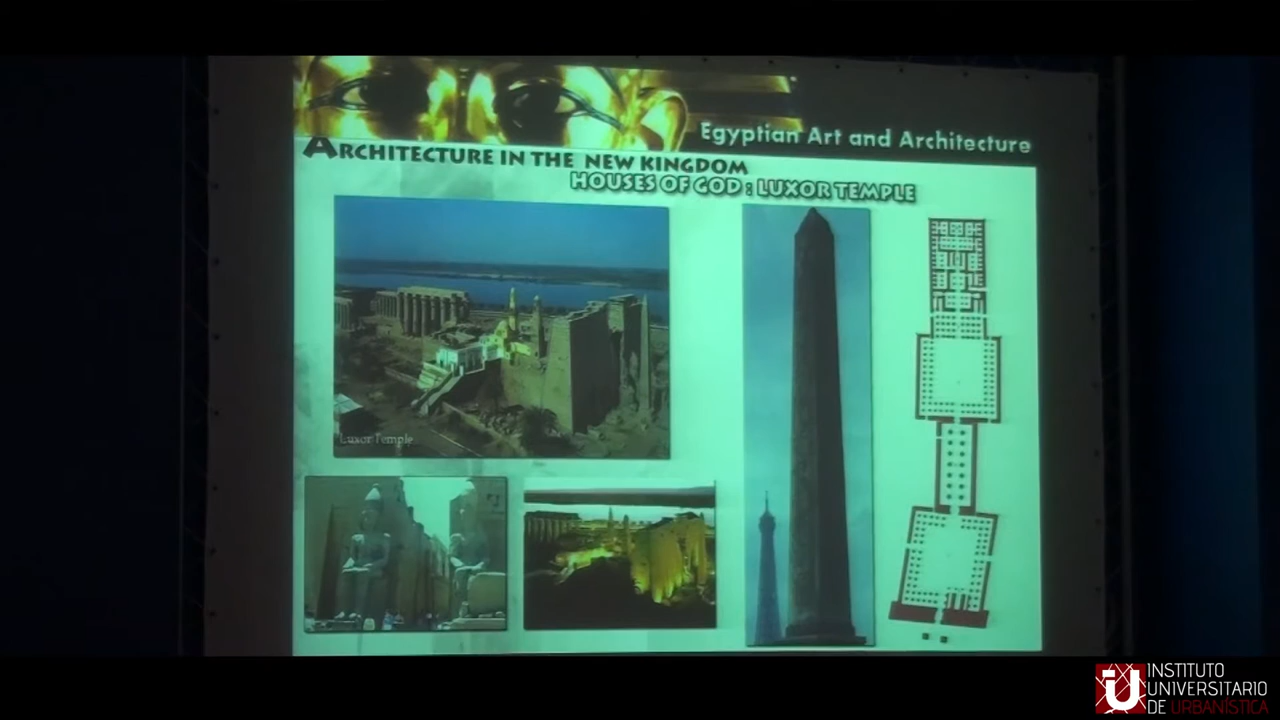 Egyptian Art and Architecture
ARCHITECTURE IN THE NEW KINGDOM
HOUSES OF GOD : LUXOR TEMPLE
Luxor Temple
INSTITUTO
UNIVERSITARIO
DE URBANÍSTICA